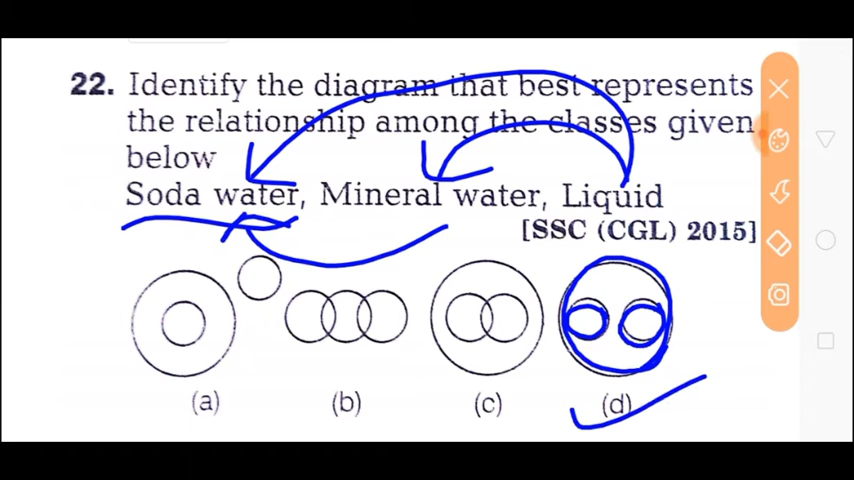 22. Identify the diagram that best represents
the relationship among the classes given
below
Soda water, Mineral water, Liquid
[SSC (CGL) 2015]
(a) (b) (c) (d)